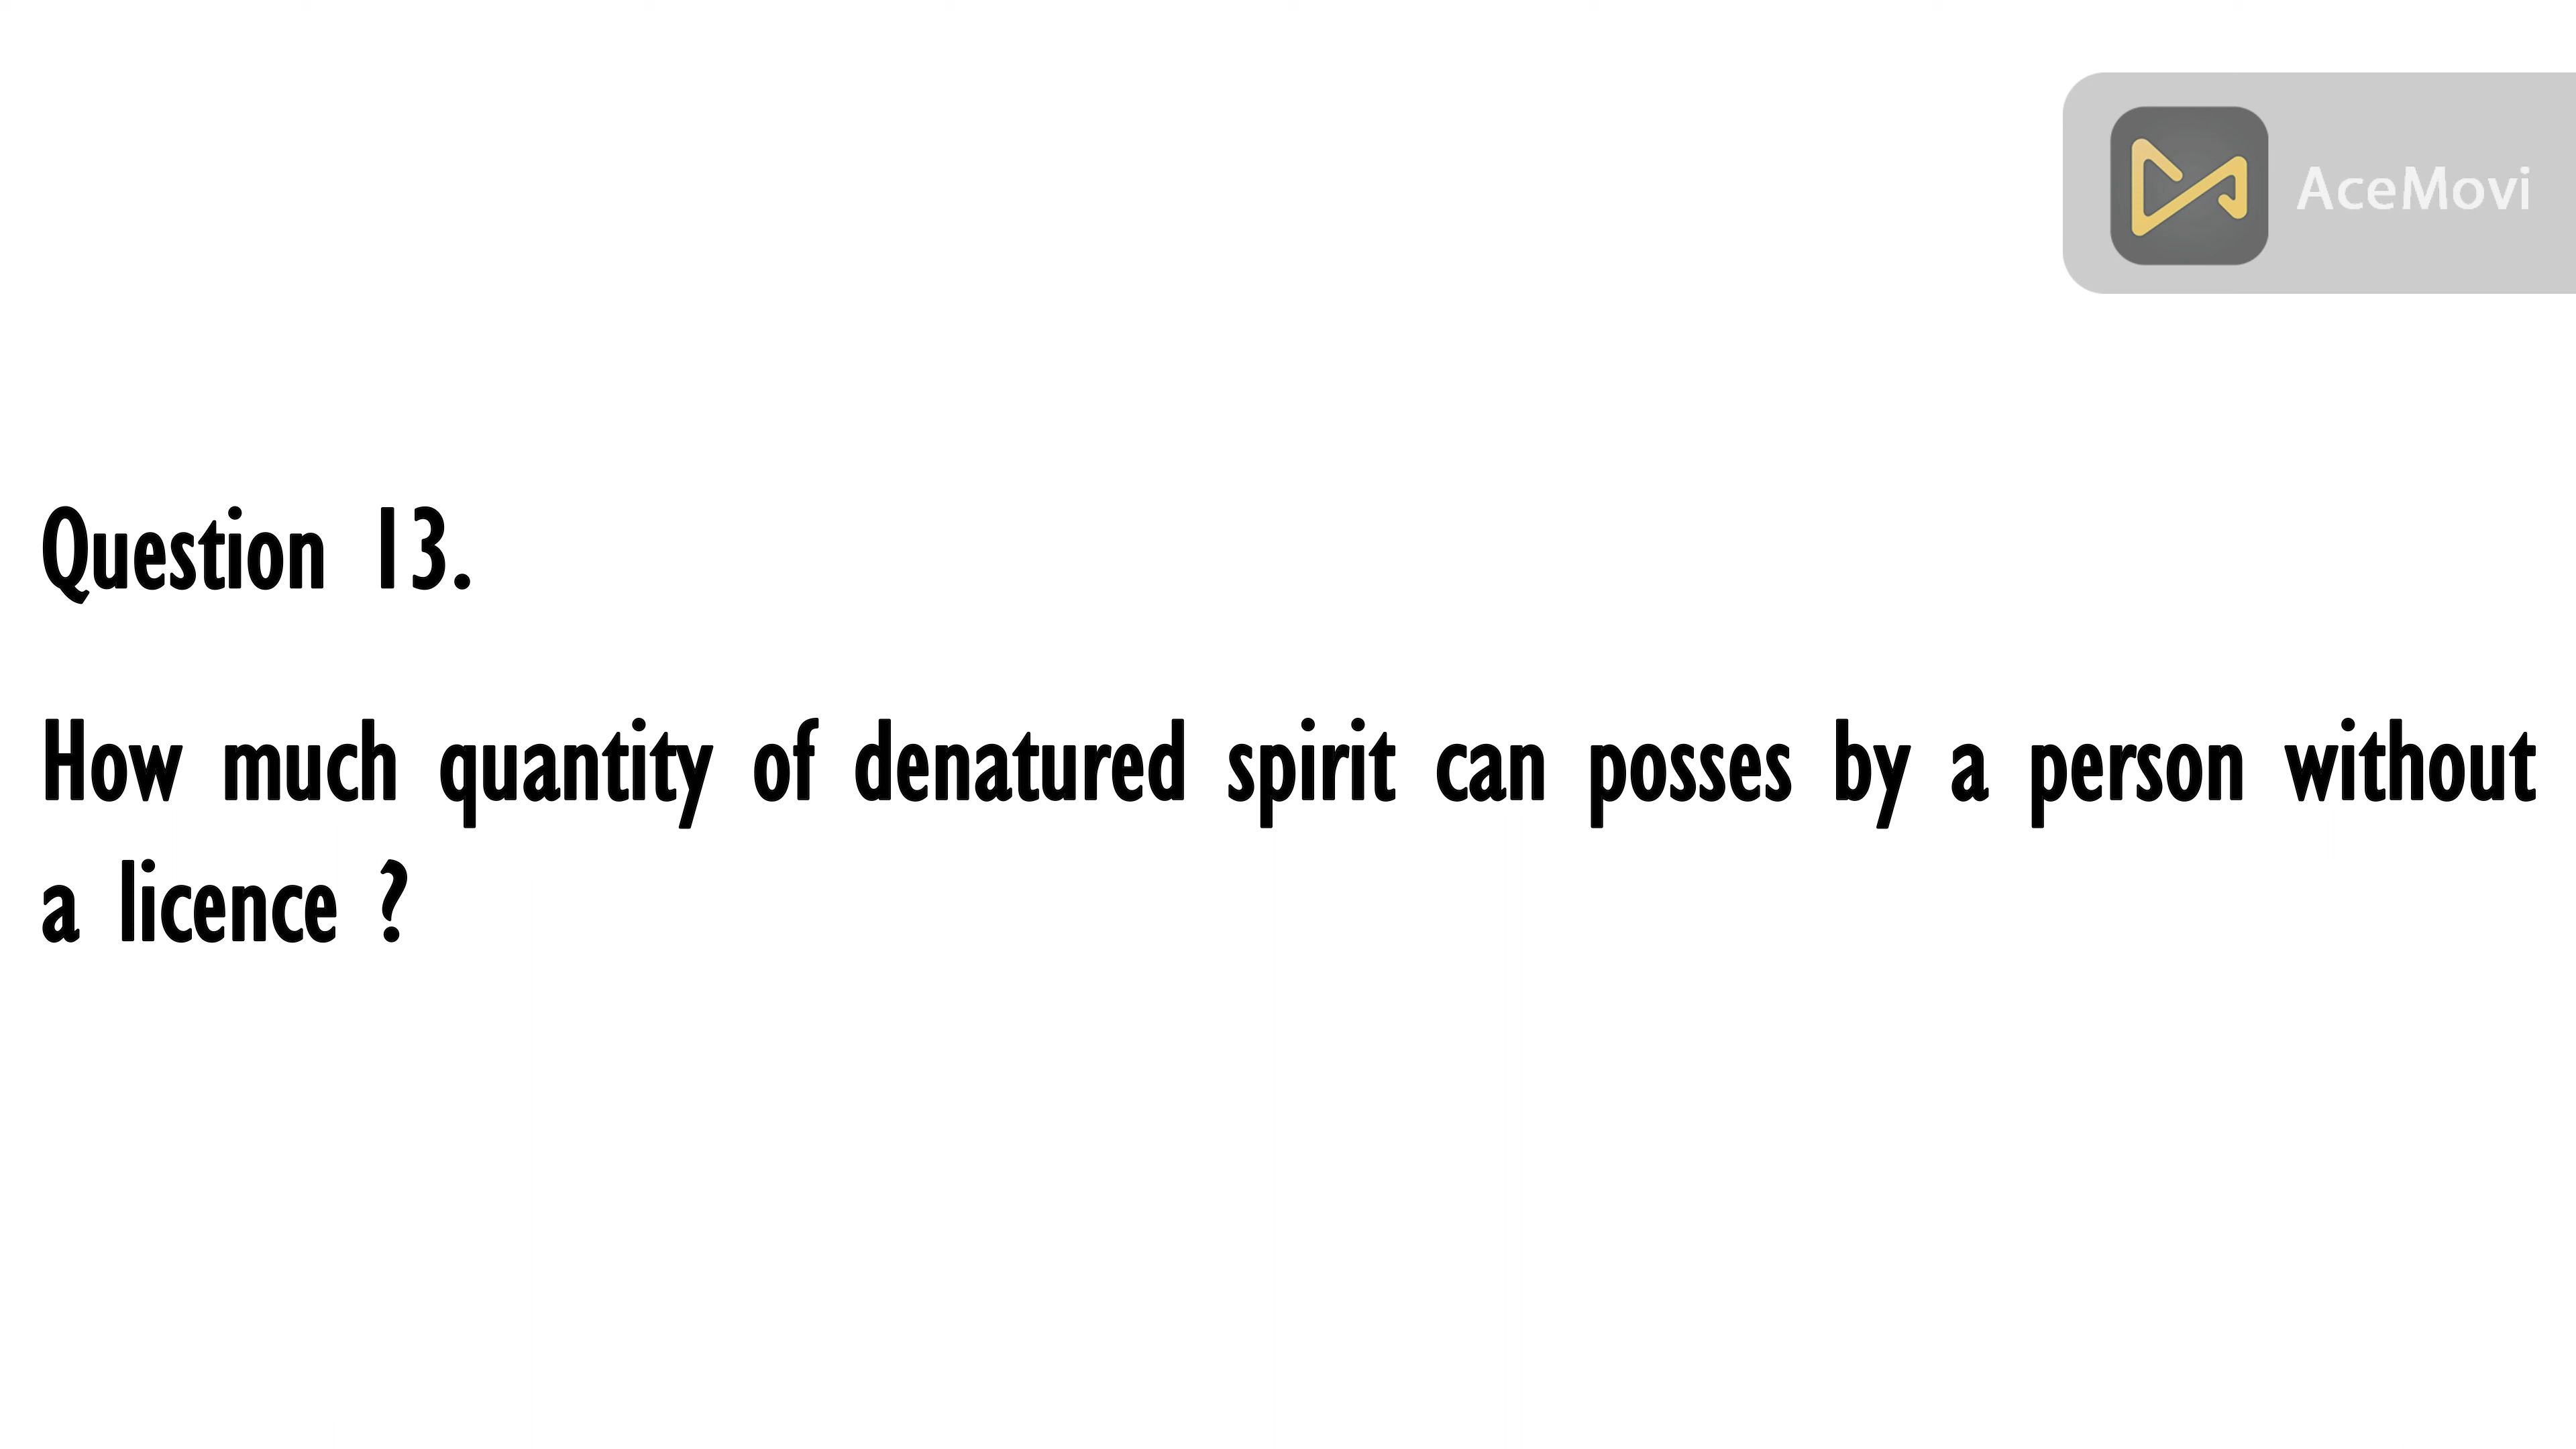 AceMovi
Question 13.
How much quantity of denatured spirit can posses by a person without
a licence ?